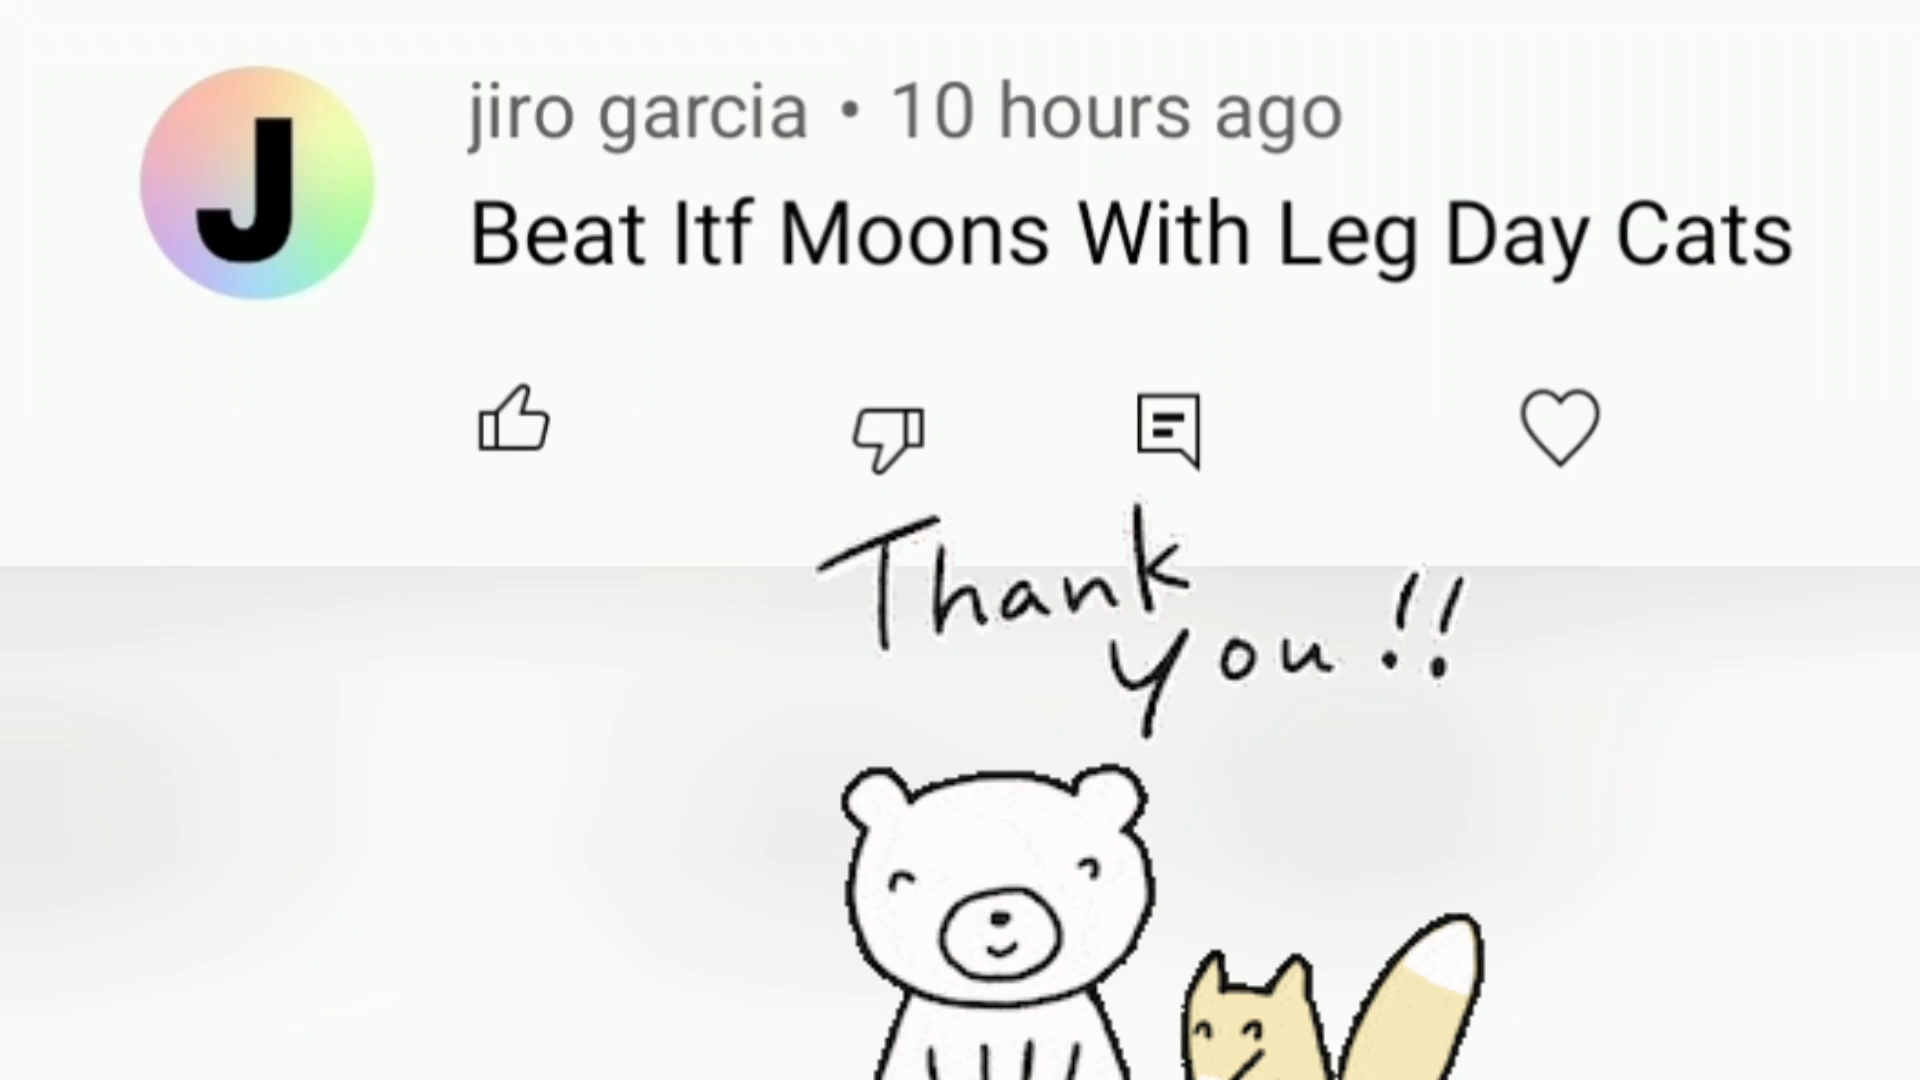 J
jiro garcia • 10 hours ago
Beat Itf Moons With Leg Day Cats
Thank
you!!